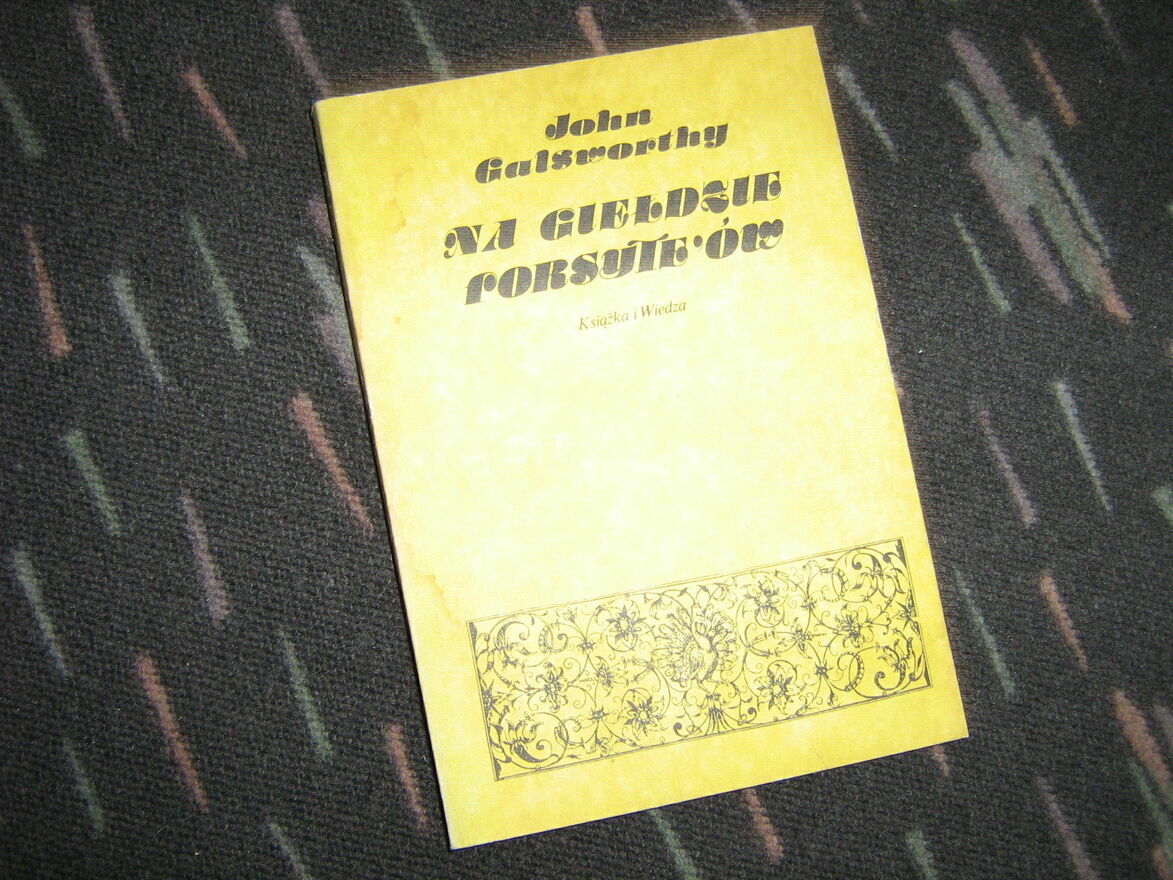 John
Galsworthy
NA GIEŁDZIE
FORSYTE'ÓW
Książka i Wiedza